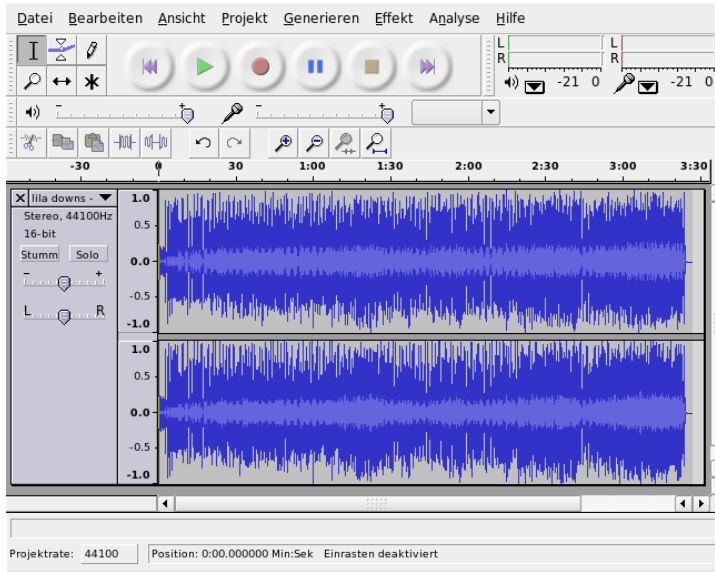 Datei Bearbeiten Ansicht Projekt Generieren Effekt Analyse Hilfe
L
R
-21 0
L
R
-21 0
- +
- +
-30 0 30 1:00 1:30 2:00 2:30 3:00 3:30
X lila downs -
Stereo, 44100Hz
16-bit
Stumm Solo
- +
L R
1.0
0.5
0.0
-0.5
-1.0
1.0
0.5
0.0
-0.5
-1.0
Projektrate: 44100 Position: 0:00.000000 Min:Sek Einrasten deaktiviert